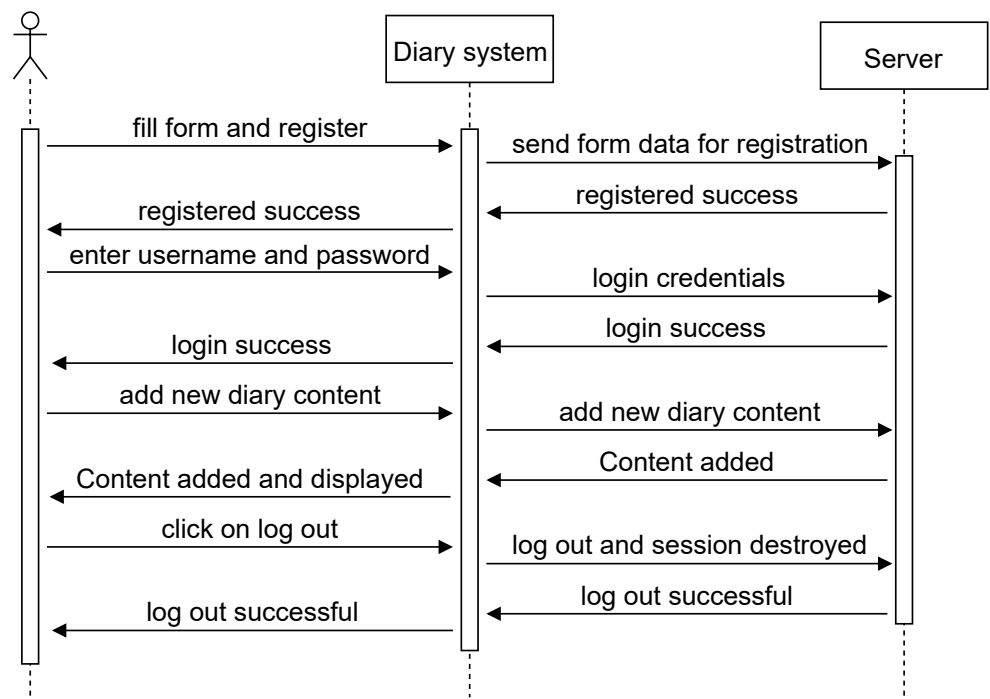 Diary system
Server
fill form and register
send form data for registration
registered success
registered success
enter username and password
login credentials
login success
login success
add new diary content
add new diary content
Content added
Content added and displayed
click on log out
log out and session destroyed
log out successful
log out successful